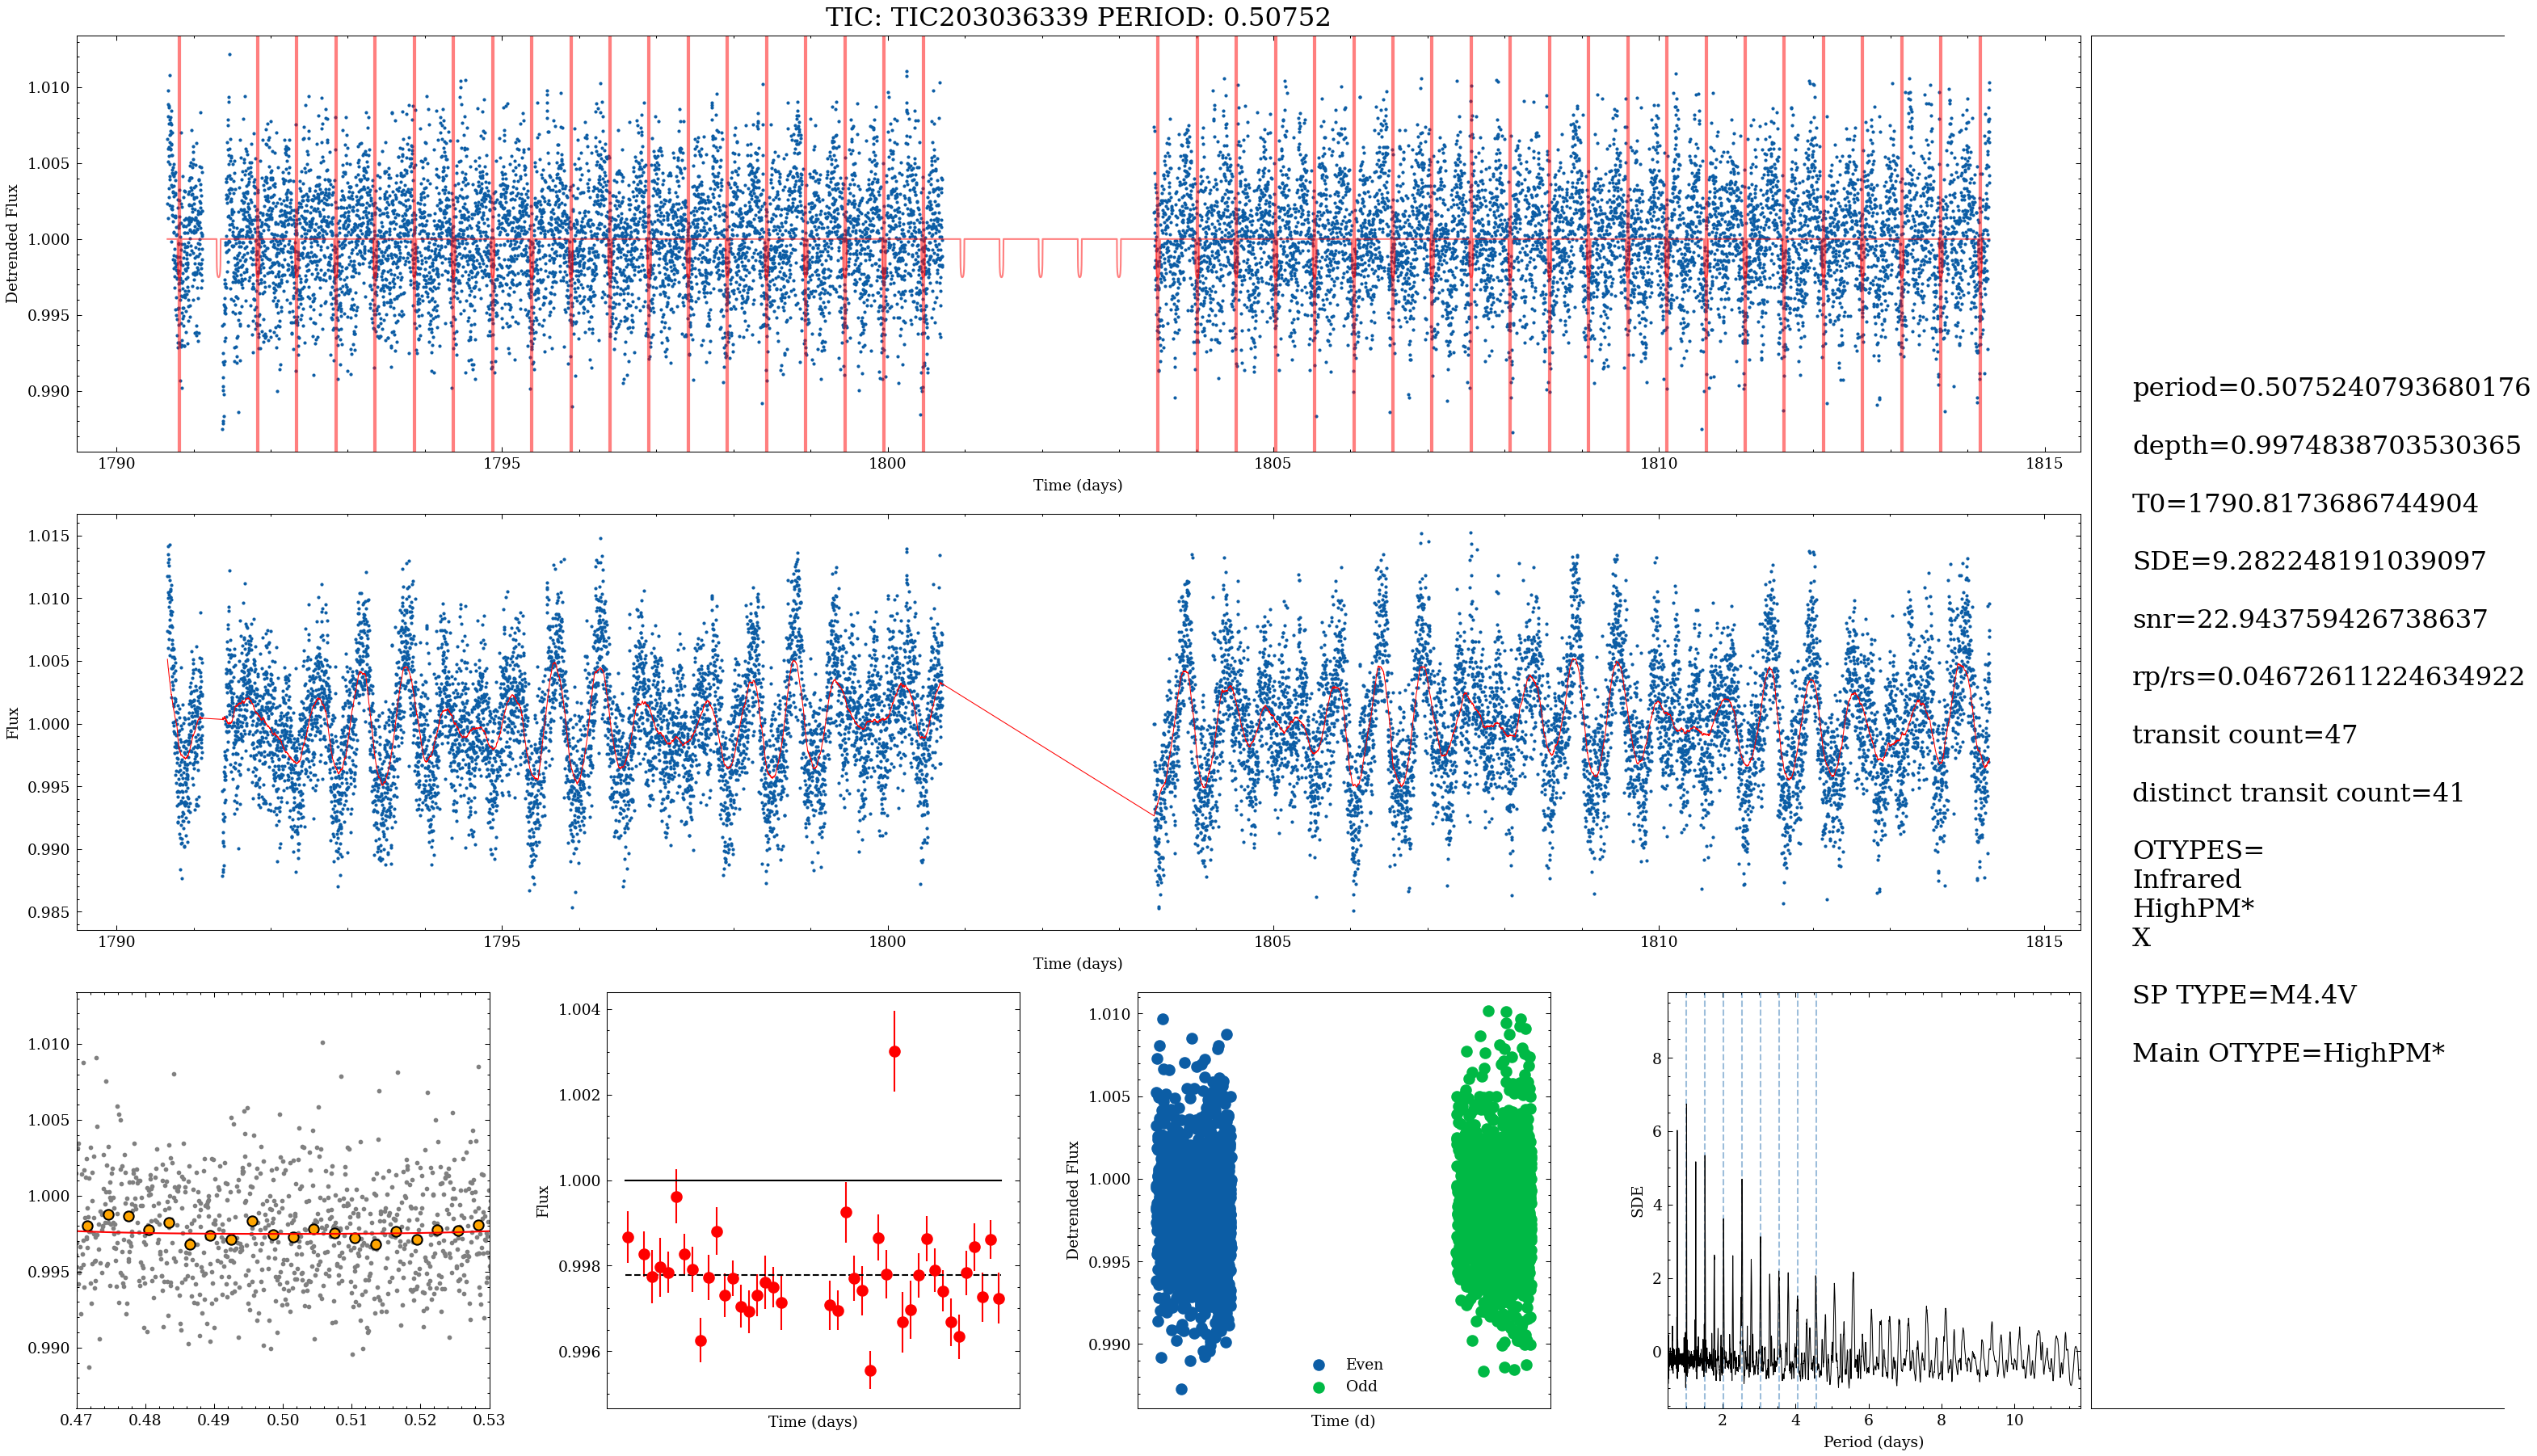 TIC: TIC203036339 PERIOD: 0.50752
1.010
1.005
1.000
0.995
0.990
Detrended Flux
1790
1795
1800
1805
1810
1815
Time (days)
1.015
1.010
1.005
1.000
0.995
0.990
0.985
Flux
1790
1795
1800
1805
1810
1815
Time (days)
1.010
1.005
1.000
0.995
0.990
0.47
0.48
0.49
0.50
0.51
0.52
0.53
1.004
1.002
1.000
0.998
0.996
Flux
Time (days)
1.010
1.005
1.000
0.995
0.990
Detrended Flux
Even
Odd
Time (d)
8
6
4
2
0
SDE
2
4
6
8
10
Period (days)
period=0.5075240793680176
depth=0.9974838703530365
T0=1790.8173686744904
SDE=9.282248191039097
snr=22.943759426738637
rp/rs=0.04672611224634922
transit count=47
distinct transit count=41
OTYPES=
Infrared
HighPM*
X
SP TYPE=M4.4V
Main OTYPE=HighPM*